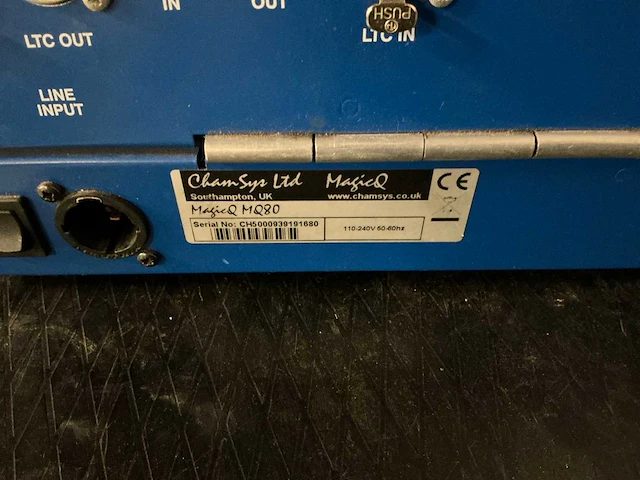 IN
OUT
PUSH
LTC OUT
LTC IN
LINE
INPUT
ChamSys Ltd MagicQ
Southampton, UK www.chamsys.co.uk
CE
MagicQ MQ80
Serial No: CH5000939191680
110-240V 50-60hz